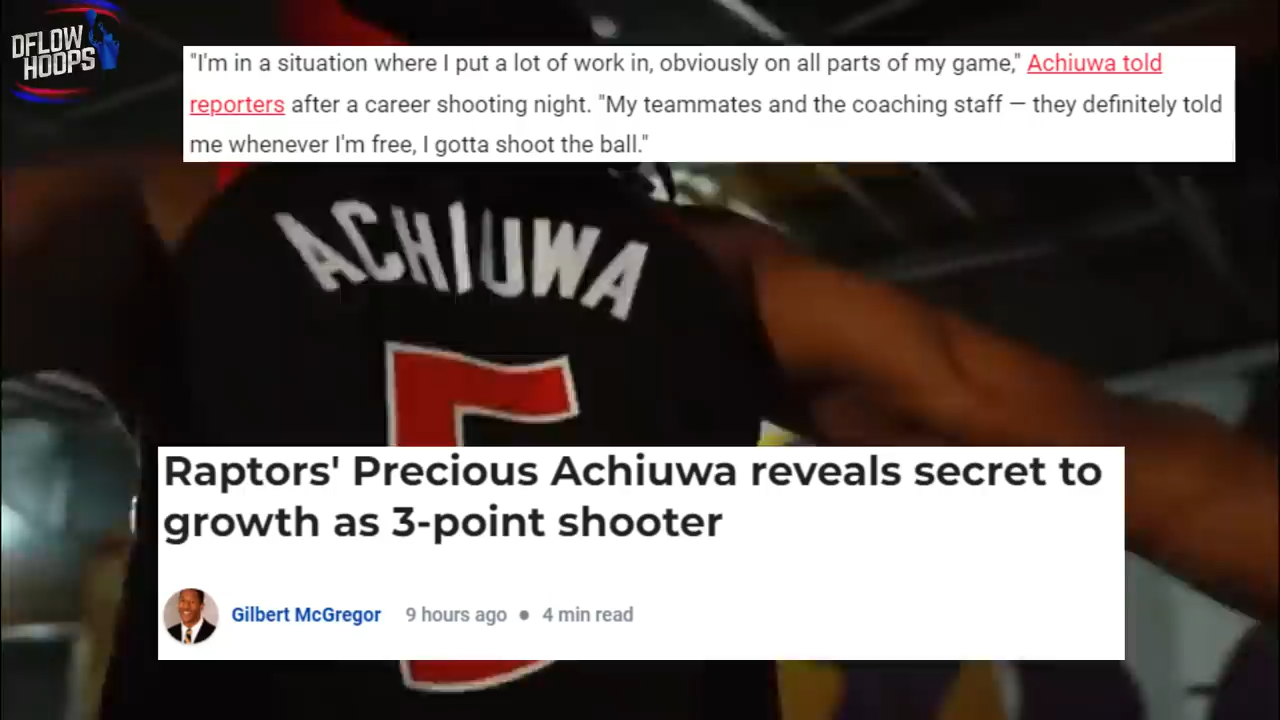 DFLOW
HOOPS
"I'm in a situation where I put a lot of work in, obviously on all parts of my game," Achiuwa told
reporters after a career shooting night. "My teammates and the coaching staff — they definitely told
me whenever I'm free, I gotta shoot the ball."
ACHIUWA
5
Raptors' Precious Achiuwa reveals secret to
growth as 3-point shooter
Gilbert McGregor 9 hours ago • 4 min read